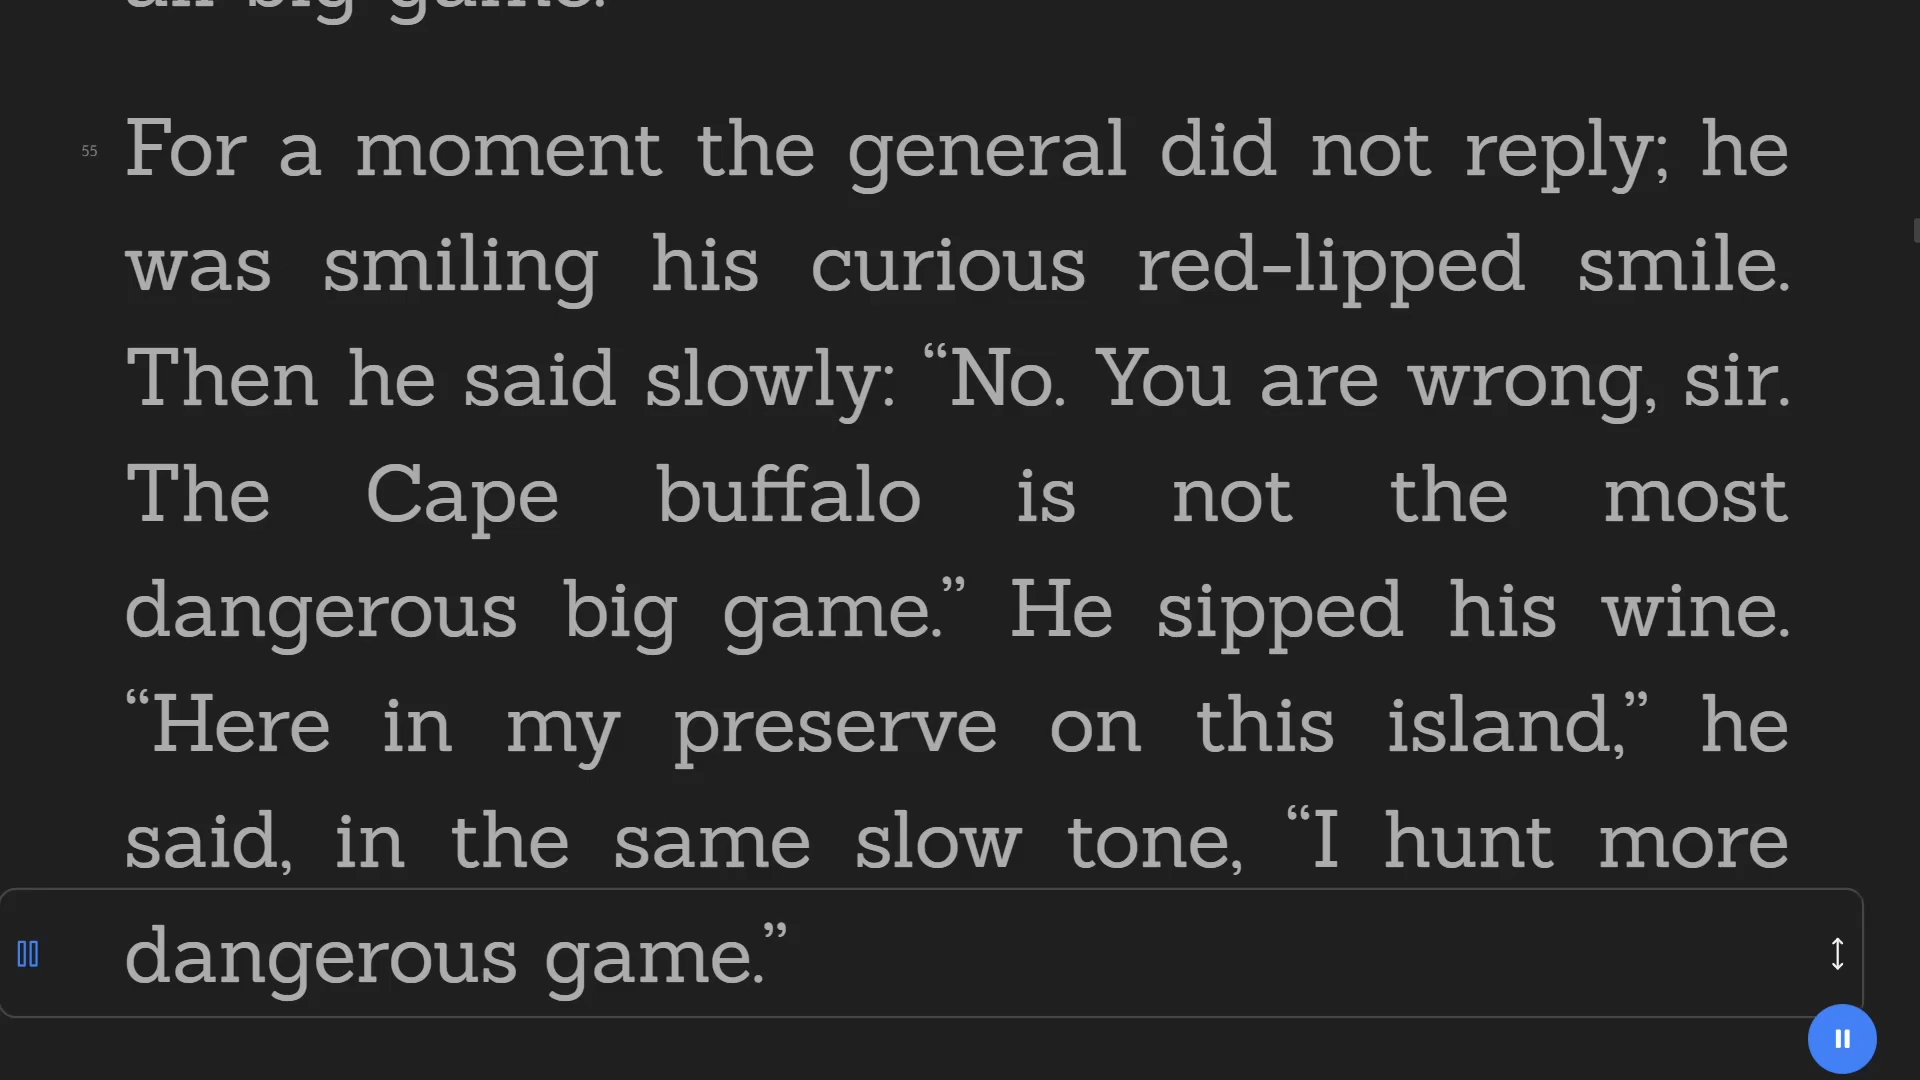 an big game.
55 For a moment the general did not reply; he
was smiling his curious red-lipped smile.
Then he said slowly: “No. You are wrong, sir.
The Cape buffalo is not the most
dangerous big game.” He sipped his wine.
“Here in my preserve on this island,” he
said, in the same slow tone, “I hunt more
dangerous game.”